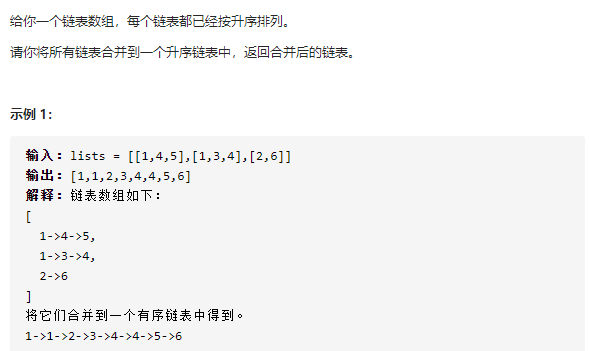 给你一个链表数组，每个链表都已经按升序排列。
请你将所有链表合并到一个升序链表中，返回合并后的链表。
示例 1：
输入：lists = [[1,4,5],[1,3,4],[2,6]]
输出：[1,1,2,3,4,4,5,6]
解释：链表数组如下：
[
  1->4->5,
  1->3->4,
  2->6
]
将它们合并到一个有序链表中得到。
1->1->2->3->4->4->5->6